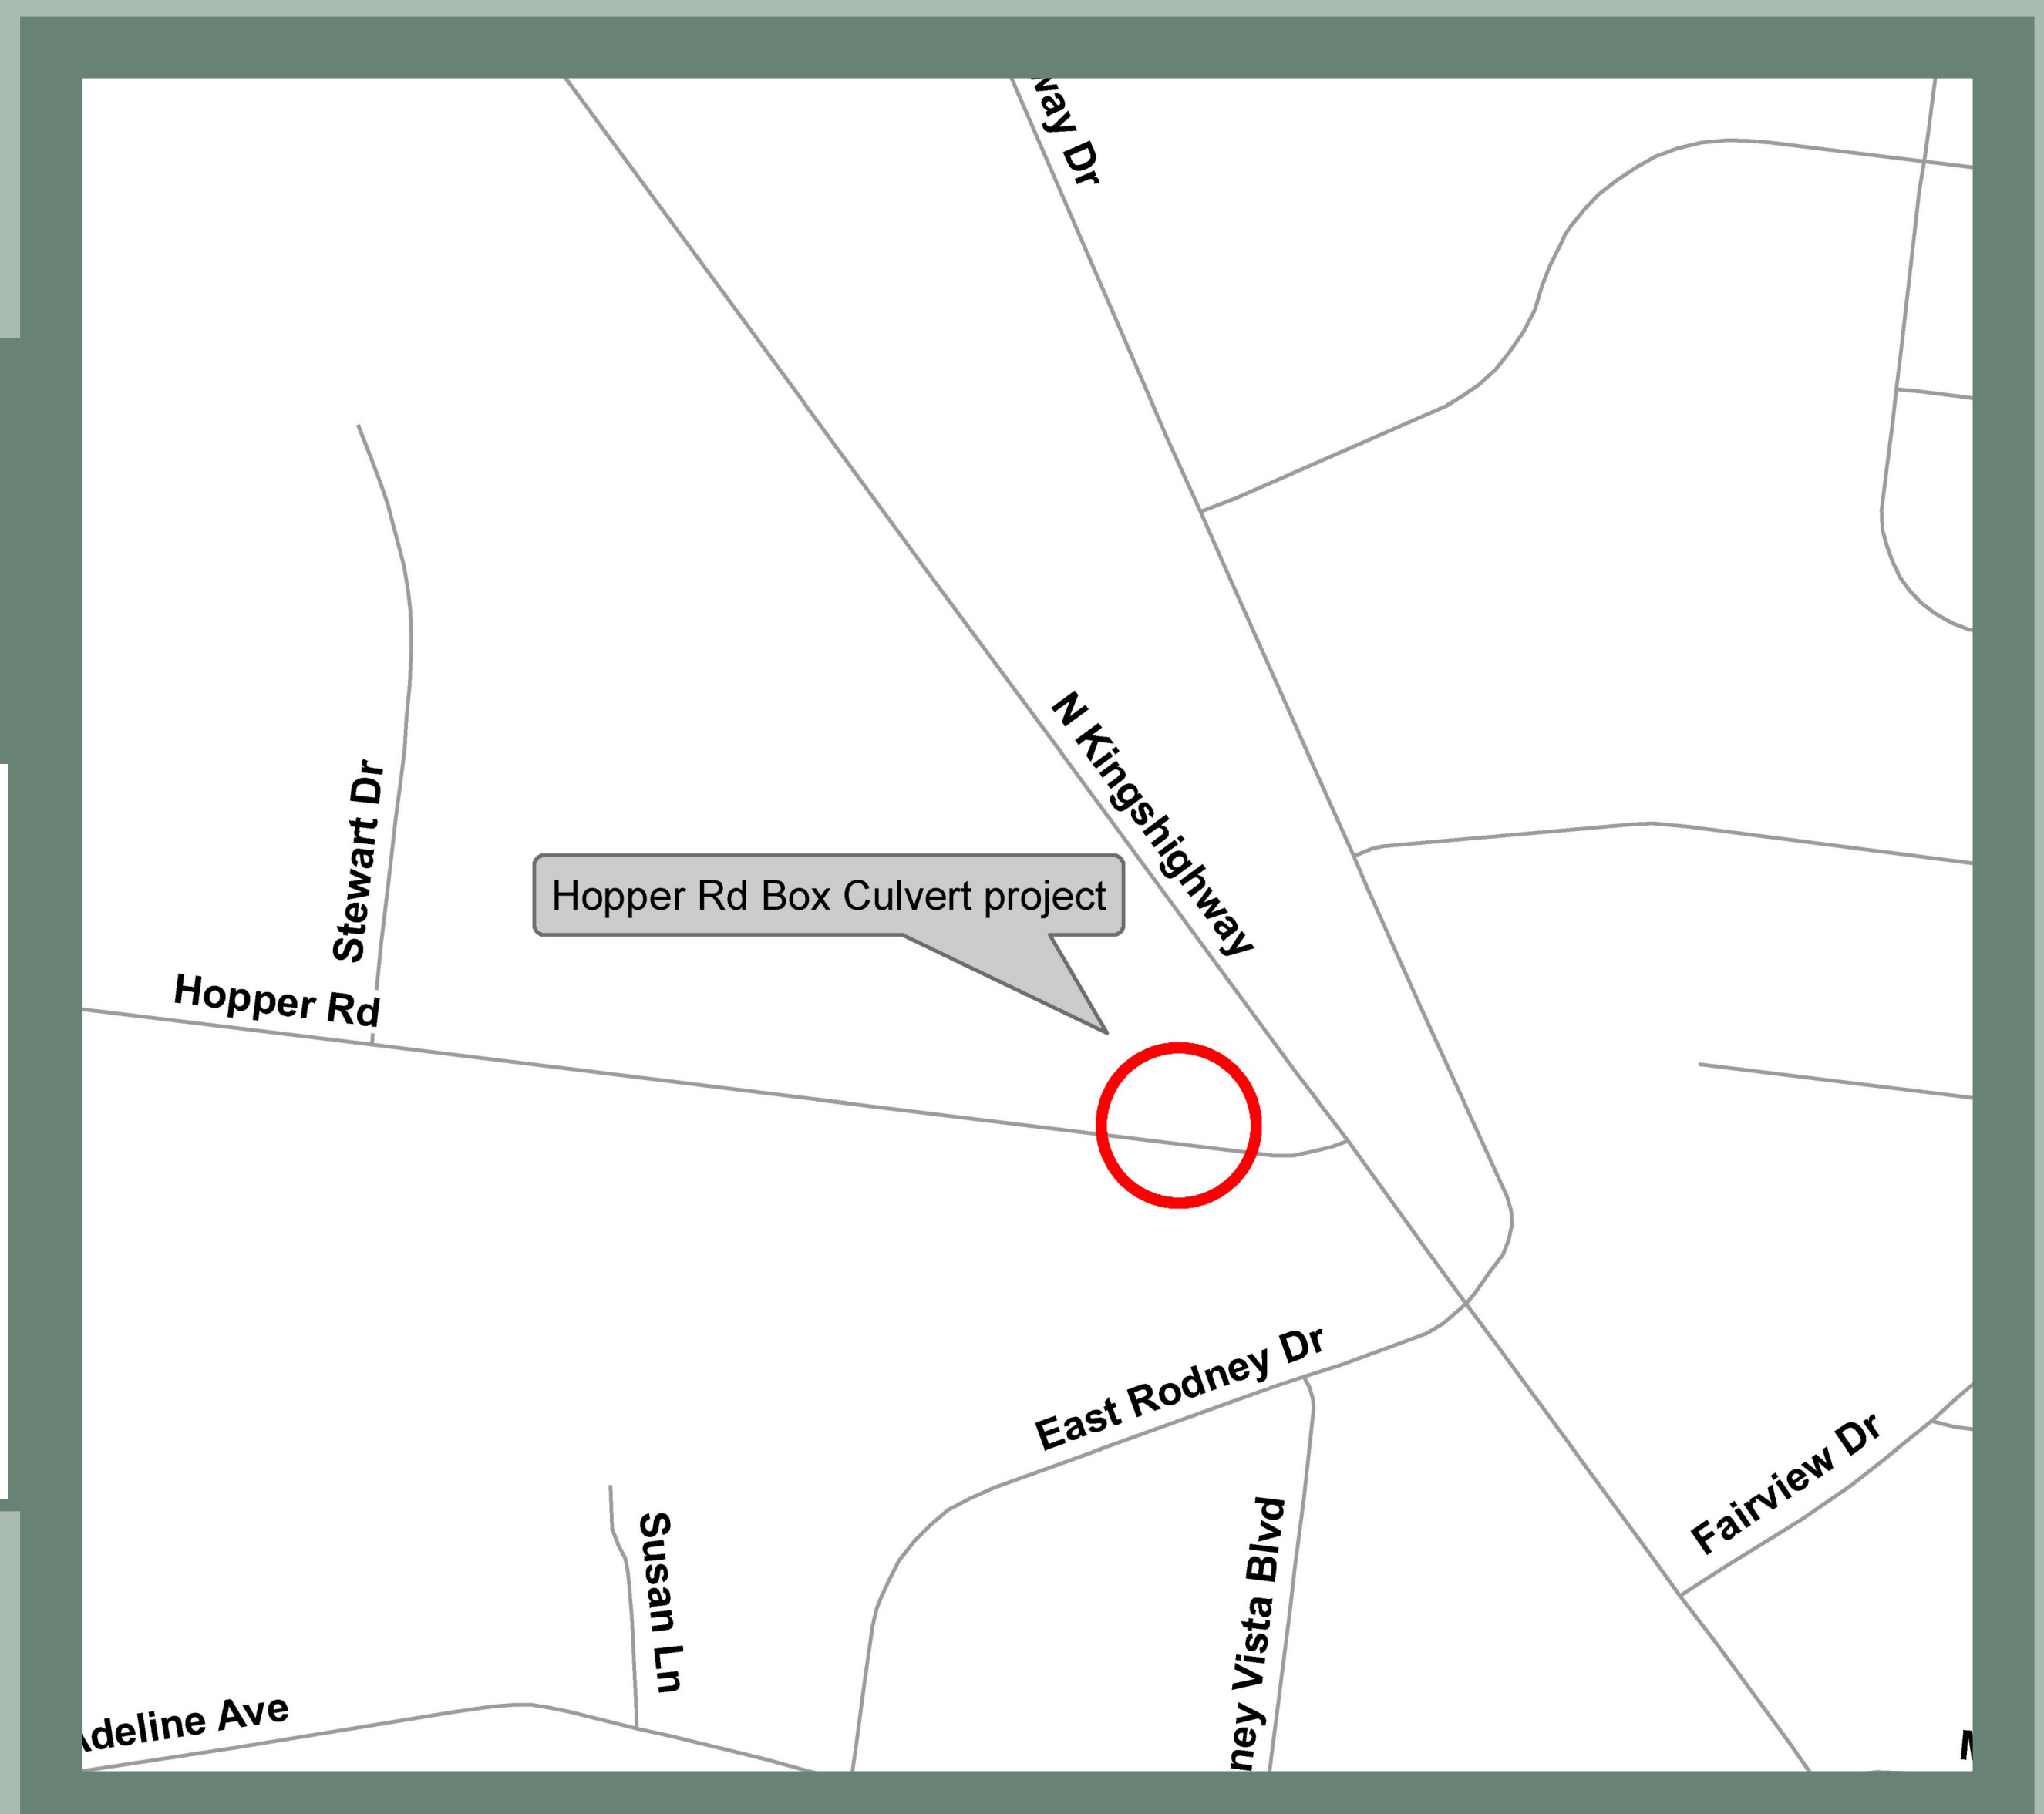 way Dr
N Kingshighway
Stewart Dr
Hopper Rd Box Culvert project
Hopper Rd
East Rodney Dr
Fairview Dr
Susan Ln
ney Vista Blvd
Adeline Ave